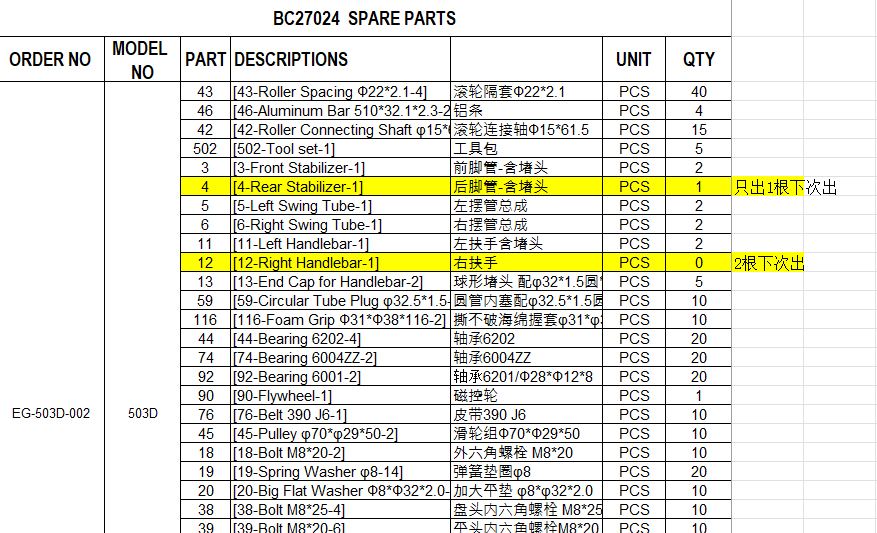 BC27024 SPARE PARTS
ORDER NO MODEL NO PART DESCRIPTIONS UNIT QTY
43 [43-Roller Spacing Φ22*2.1-4] 滚轮隔套Φ22*2.1 PCS 40
46 [46-Aluminum Bar 510*32.1*2.3-2 铝条 PCS 4
42 [42-Roller Connecting Shaft φ15* 滚轮连接轴Φ15*61.5 PCS 15
502 [502-Tool set-1] 工具包 PCS 5
3 [3-Front Stabilizer-1] 前脚管-含堵头 PCS 2
4 [4-Rear Stabilizer-1] 后脚管-含堵头 PCS 1 只出1根下次出
5 [5-Left Swing Tube-1] 左摆管总成 PCS 2
6 [6-Right Swing Tube-1] 右摆管总成 PCS 2
11 [11-Left Handlebar-1] 左扶手含堵头 PCS 2
12 [12-Right Handlebar-1] 右扶手 PCS 0 2根下次出
13 [13-End Cap for Handlebar-2] 球形堵头 配φ32*1.5圆 PCS 5
59 [59-Circular Tube Plug φ32.5*1.5- 圆管内塞配φ32.5*1.5圆 PCS 10
116 [116-Foam Grip Φ31*Φ38*116-2] 撕不破海绵握套φ31*φ PCS 10
44 [44-Bearing 6202-4] 轴承6202 PCS 20
74 [74-Bearing 6004ZZ-2] 轴承6004ZZ PCS 20
92 [92-Bearing 6001-2] 轴承6201/Φ28*Φ12*8 PCS 20
90 [90-Flywheel-1] 磁控轮 PCS 1
EG-503D-002 503D 76 [76-Belt 390 J6-1] 皮带390 J6 PCS 10
45 [45-Pulley φ70*φ29*50-2] 滑轮组Φ70*Φ29*50 PCS 10
18 [18-Bolt M8*20-2] 外六角螺栓 M8*20 PCS 10
19 [19-Spring Washer φ8-14] 弹簧垫圈φ8 PCS 20
20 [20-Big Flat Washer Φ8*Φ32*2.0- 加大平垫 φ8*φ32*2.0 PCS 10
38 [38-Bolt M8*25-4] 盘头内六角螺栓 M8*25 PCS 10
39 [39-Bolt M8*20-6] 平头内六角螺栓M8*20 PCS 10